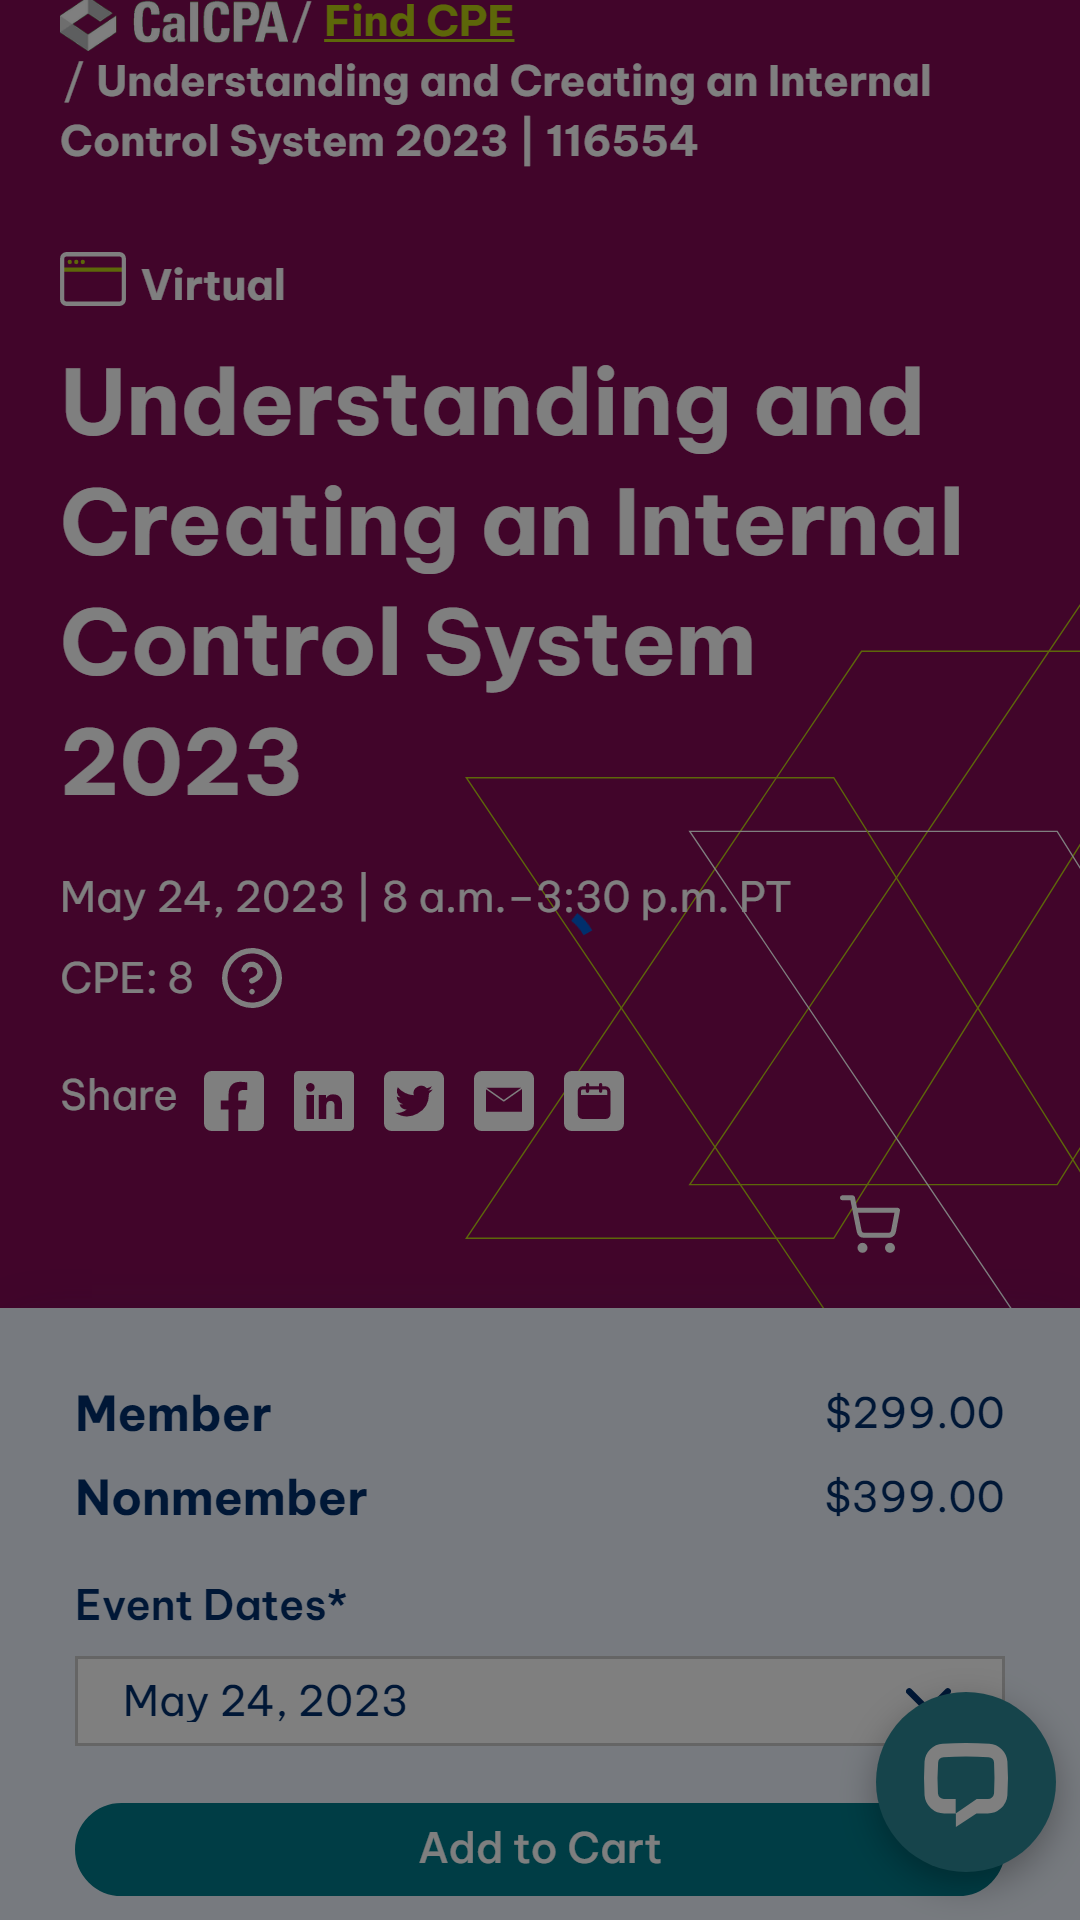 CalCPA/ Find CPE
/ Understanding and Creating an Internal
Control System 2023 | 116554
Virtual
Understanding and
Creating an Internal
Control System
2023
May 24, 2023 | 8 a.m.–3:30 p.m. PT
CPE: 8 ?
Share
Member $299.00
Nonmember $399.00
Event Dates*
May 24, 2023
Add to Cart